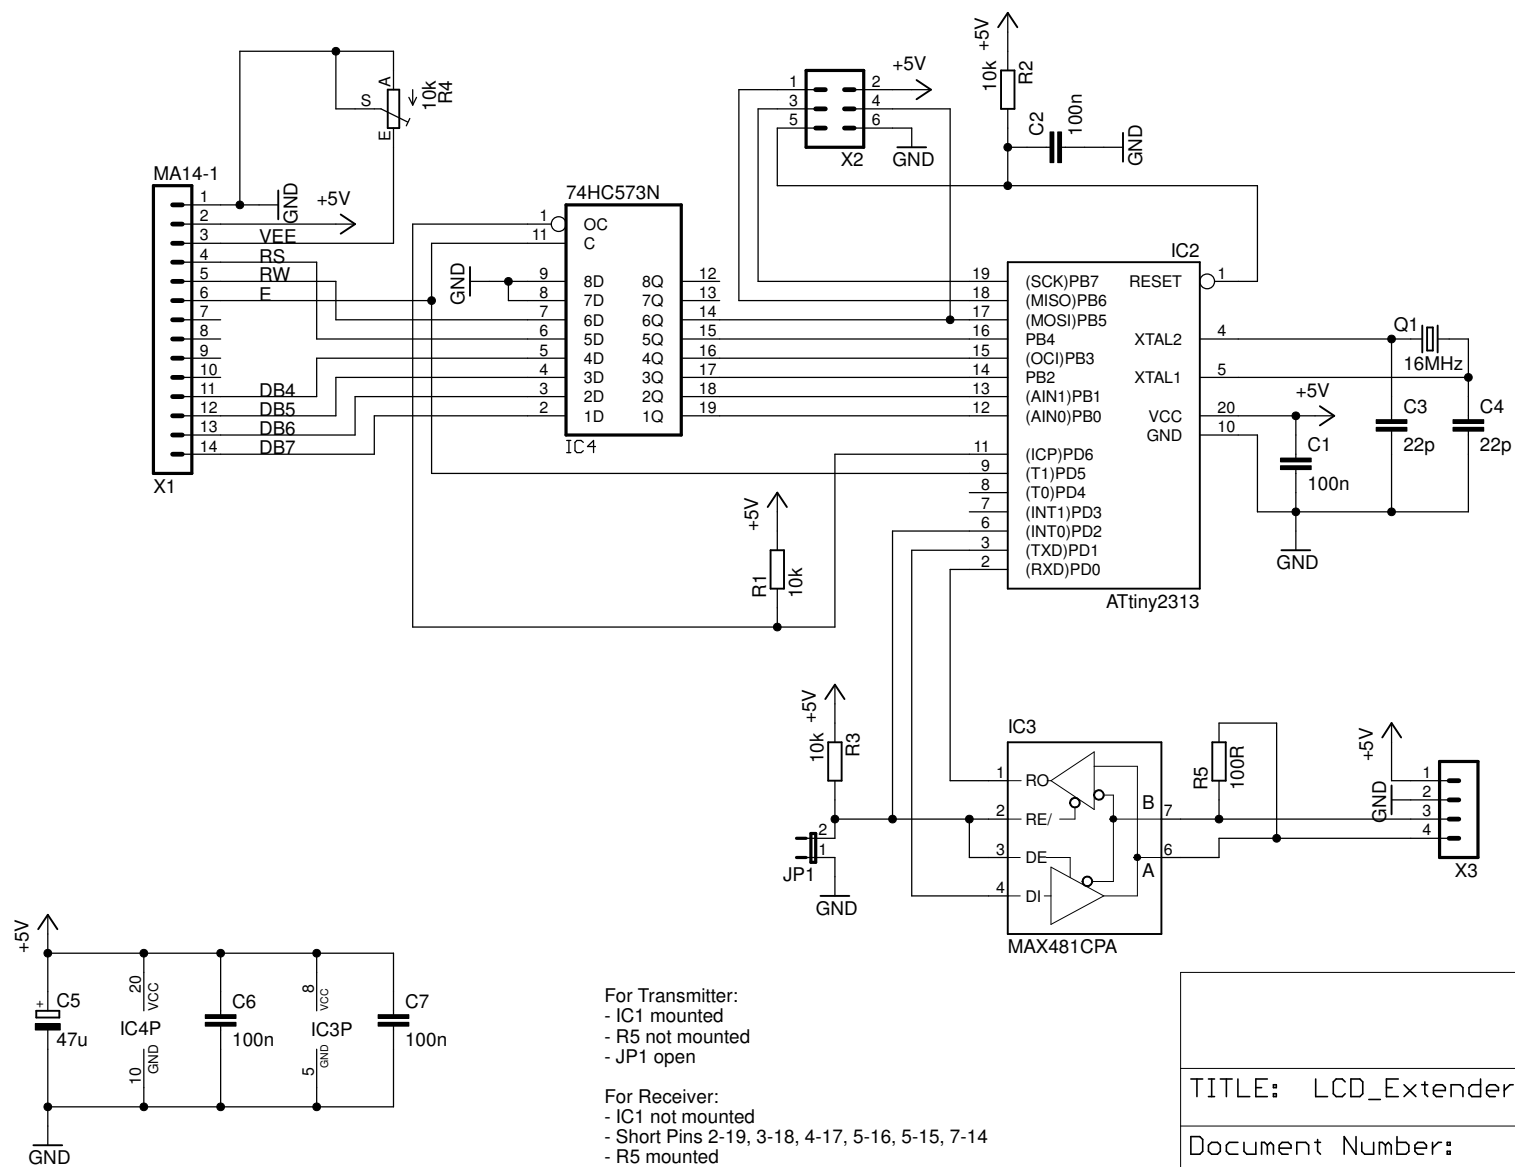 +5V
10k
R2
C2
100n
GND
A
S
E
10k
R4
+5V
1 2
3 4
5 6
X2
GND
MA14-1
1
2
3
4
5
6
7
8
9
10
11
12
13
14
X1
GND
+5V
VEE
RS
RW
E
DB4
DB5
DB6
DB7
74HC573N
1 OC
11 C
GND
9 8D 8Q 12
8 7D 7Q 13
7 6D 6Q 14
6 5D 5Q 15
5 4D 4Q 16
4 3D 3Q 17
3 2D 2Q 18
2 1D 1Q 19
IC4
IC2
19 (SCK)PB7 RESET 1
18 (MISO)PB6
17 (MOSI)PB5
16 PB4 XTAL2 4
15 (OCI)PB3
14 PB2 XTAL1 5
13 (AIN1)PB1
12 (AIN0)PB0 VCC 20
GND 10
11 (ICP)PD6
9 (T1)PD5
8 (T0)PD4
7 (INT1)PD3
6 (INT0)PD2
3 (TXD)PD1
2 (RXD)PD0
ATtiny2313
Q1
16MHz
+5V
C3
22p
C4
22p
C1
100n
GND
+5V
R1
10k
+5V
10k
R3
2
1
JP1
GND
IC3
1 RO
2 RE/
3 DE
4 DI
B 7
A 6
MAX481CPA
R5
100R
+5V
GND
1
2
3
4
X3
+5V
+
C5
47u
20
VCC
IC4P
10
GND
C6
100n
8
VCC
IC3P
5
GND
C7
100n
GND
For Transmitter:
- IC1 mounted
- R5 not mounted
- JP1 open
For Receiver:
- IC1 not mounted
- Short Pins 2-19, 3-18, 4-17, 5-16, 5-15, 7-14
- R5 mounted
TITLE: LCD_Extender
Document Number: